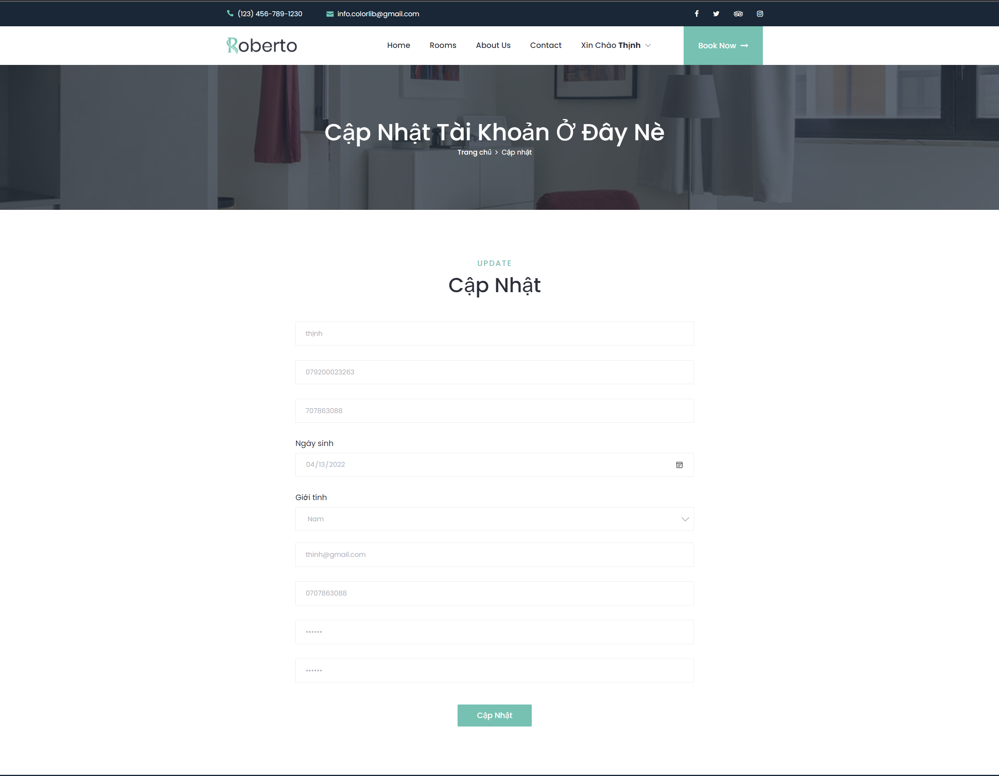 (123) 456-789-1230
info.colorlib@gmail.com
Roberto
Home
Rooms
About Us
Contact
Xin Chào Thịnh
Book Now
Cập Nhật Tài Khoản Ở Đây Nè
Trang chủ > Cập nhật
UPDATE
Cập Nhật
thịnh
079200023263
707863088
Ngày sinh
04/13/2022
Giới tính
Nam
thinh@gmail.com
0707863088
••••••
••••••
Cập Nhật